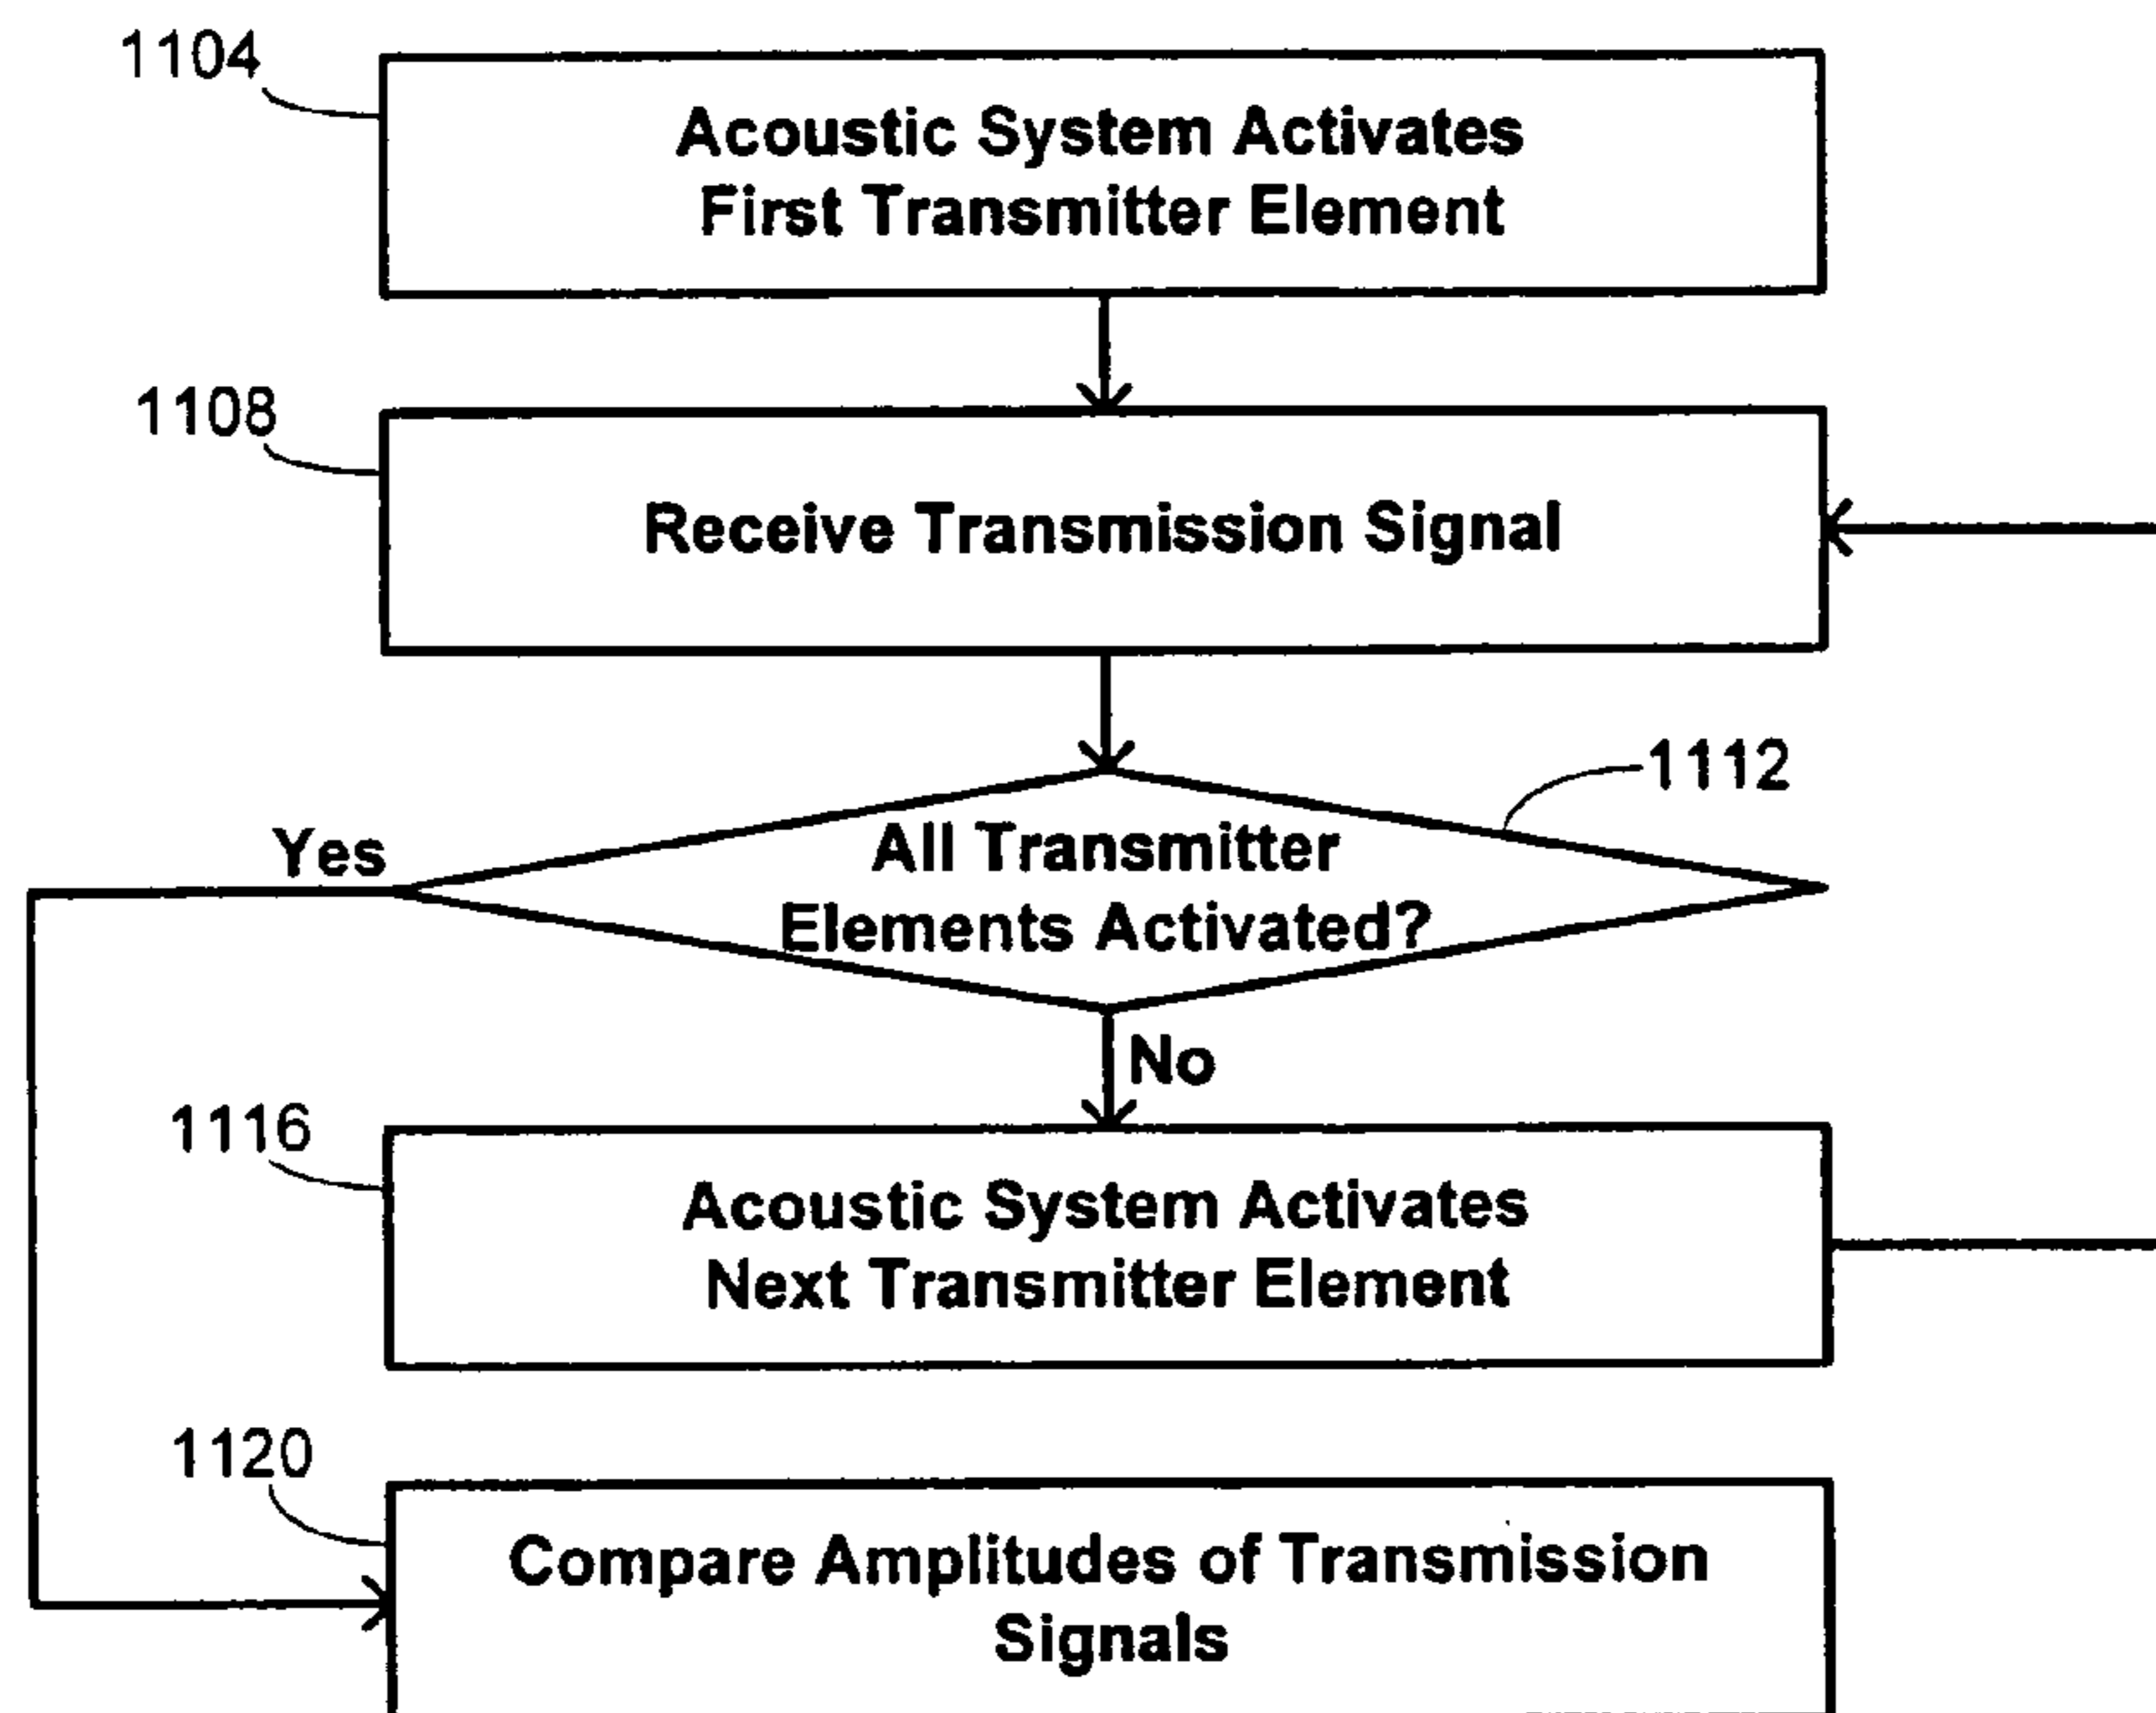 1104
Acoustic System Activates
First Transmitter Element
1108
Receive Transmission Signal
1112
Yes
All Transmitter
Elements Activated?
No
1116
Acoustic System Activates
Next Transmitter Element
1120
Compare Amplitudes of Transmission
Signals